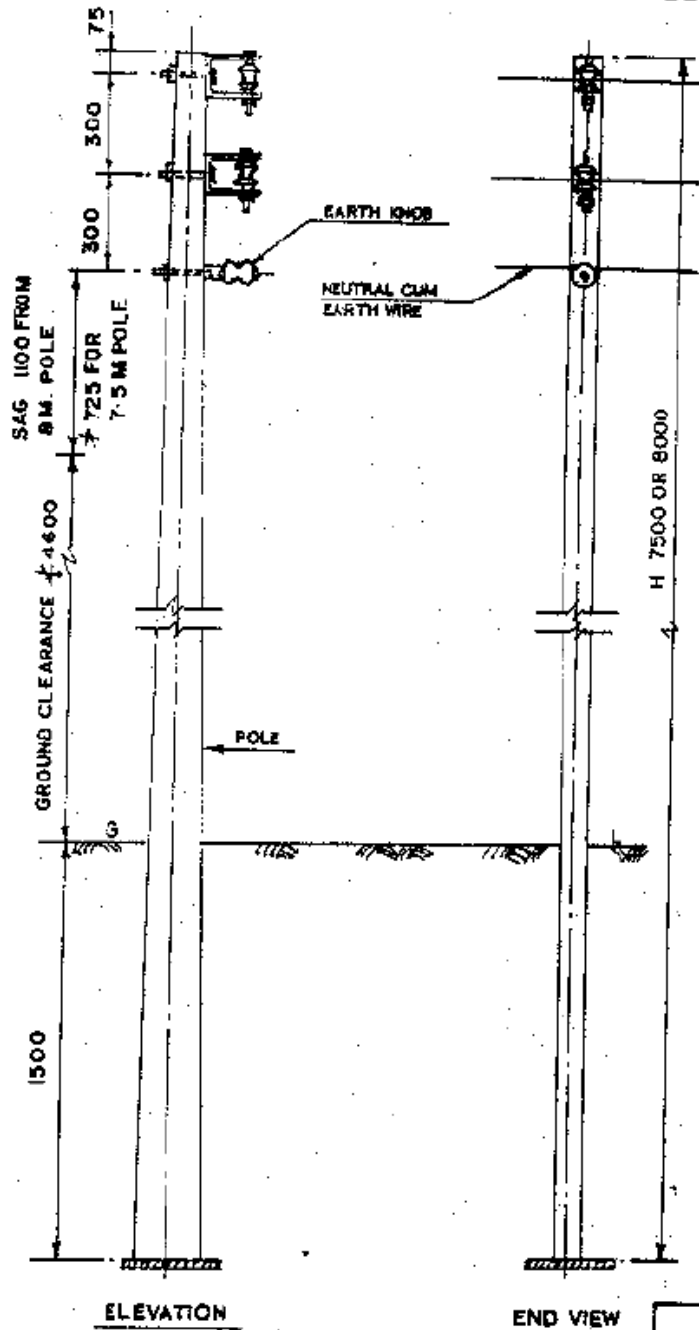 75
300
300
EARTH KNOB
NEUTRAL CUM
EARTH WIRE
SAG 1100 FROM
8 M. POLE
≯ 725 FOR
7.5 M POLE
GROUND CLEARANCE ≮ 4600
H 7500 OR 8000
POLE
G
L
1500
ELEVATION
END VIEW